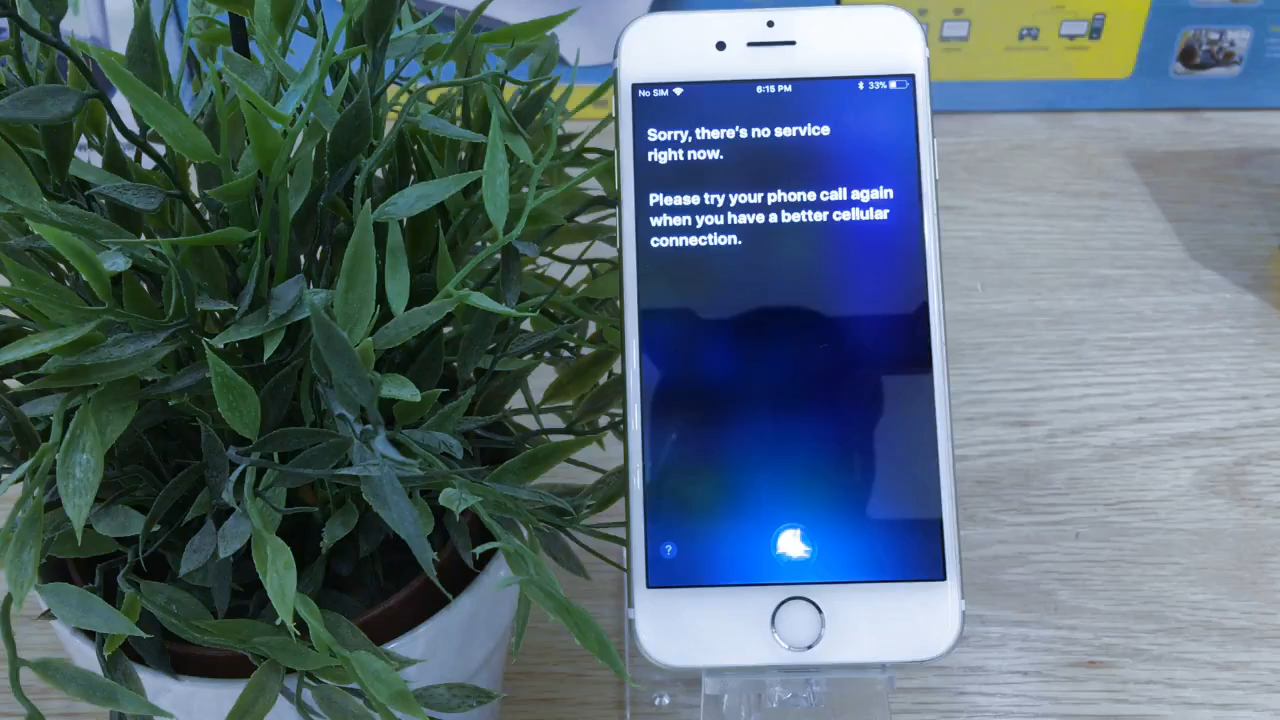 No SIM 6:15 PM 33%
Sorry, there's no service
right now.
Please try your phone call again
when you have a better cellular
connection.
?